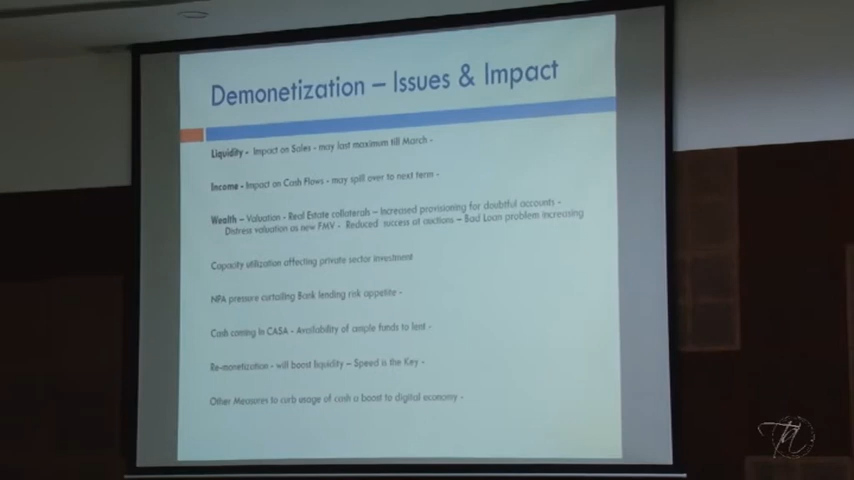 Demonetization – Issues & Impact
Liquidity - Impact on Sales - may last maximum till March -
Income - Impact on Cash Flows - may spill over to next term -
Wealth – Valuation - Real Estate collaterals – Increased provisioning for doubtful accounts -
Distress valuation as new FMV - Reduced success at auctions – Bad Loan problem increasing
Capacity utilization affecting private sector investment
NPA pressure curtailing Bank lending risk appetite -
Cash coming in CASA - Availability of ample funds to lent -
Re-monetization - will boost liquidity – Speed is the Key -
Other Measures to curb usage of cash a boost to digital economy -